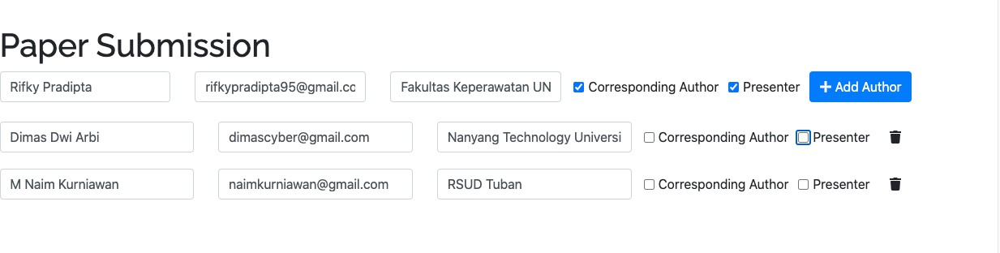 Paper Submission
Rifky Pradipta rifkypradipta95@gmail.cc Fakultas Keperawatan UN Corresponding Author Presenter Add Author
Dimas Dwi Arbi dimascyber@gmail.com Nanyang Technology Universi Corresponding Author Presenter
M Naim Kurniawan naimkurniawan@gmail.com RSUD Tuban Corresponding Author Presenter